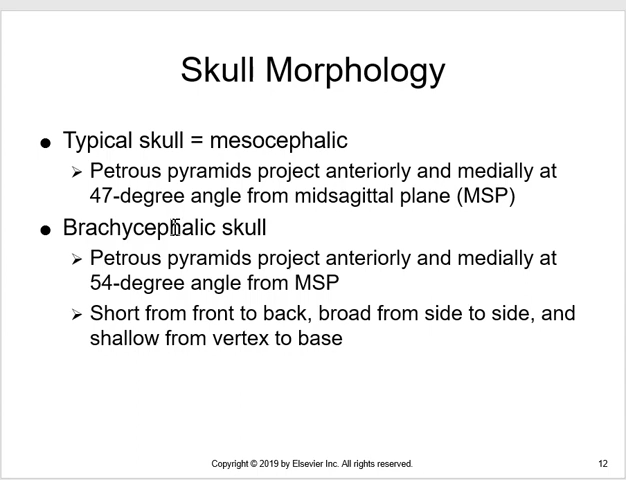 Skull Morphology
● Typical skull = mesocephalic
➢ Petrous pyramids project anteriorly and medially at
47-degree angle from midsagittal plane (MSP)
● Brachycephalic skull
➢ Petrous pyramids project anteriorly and medially at
54-degree angle from MSP
➢ Short from front to back, broad from side to side, and
shallow from vertex to base
Copyright © 2019 by Elsevier Inc. All rights reserved.
12